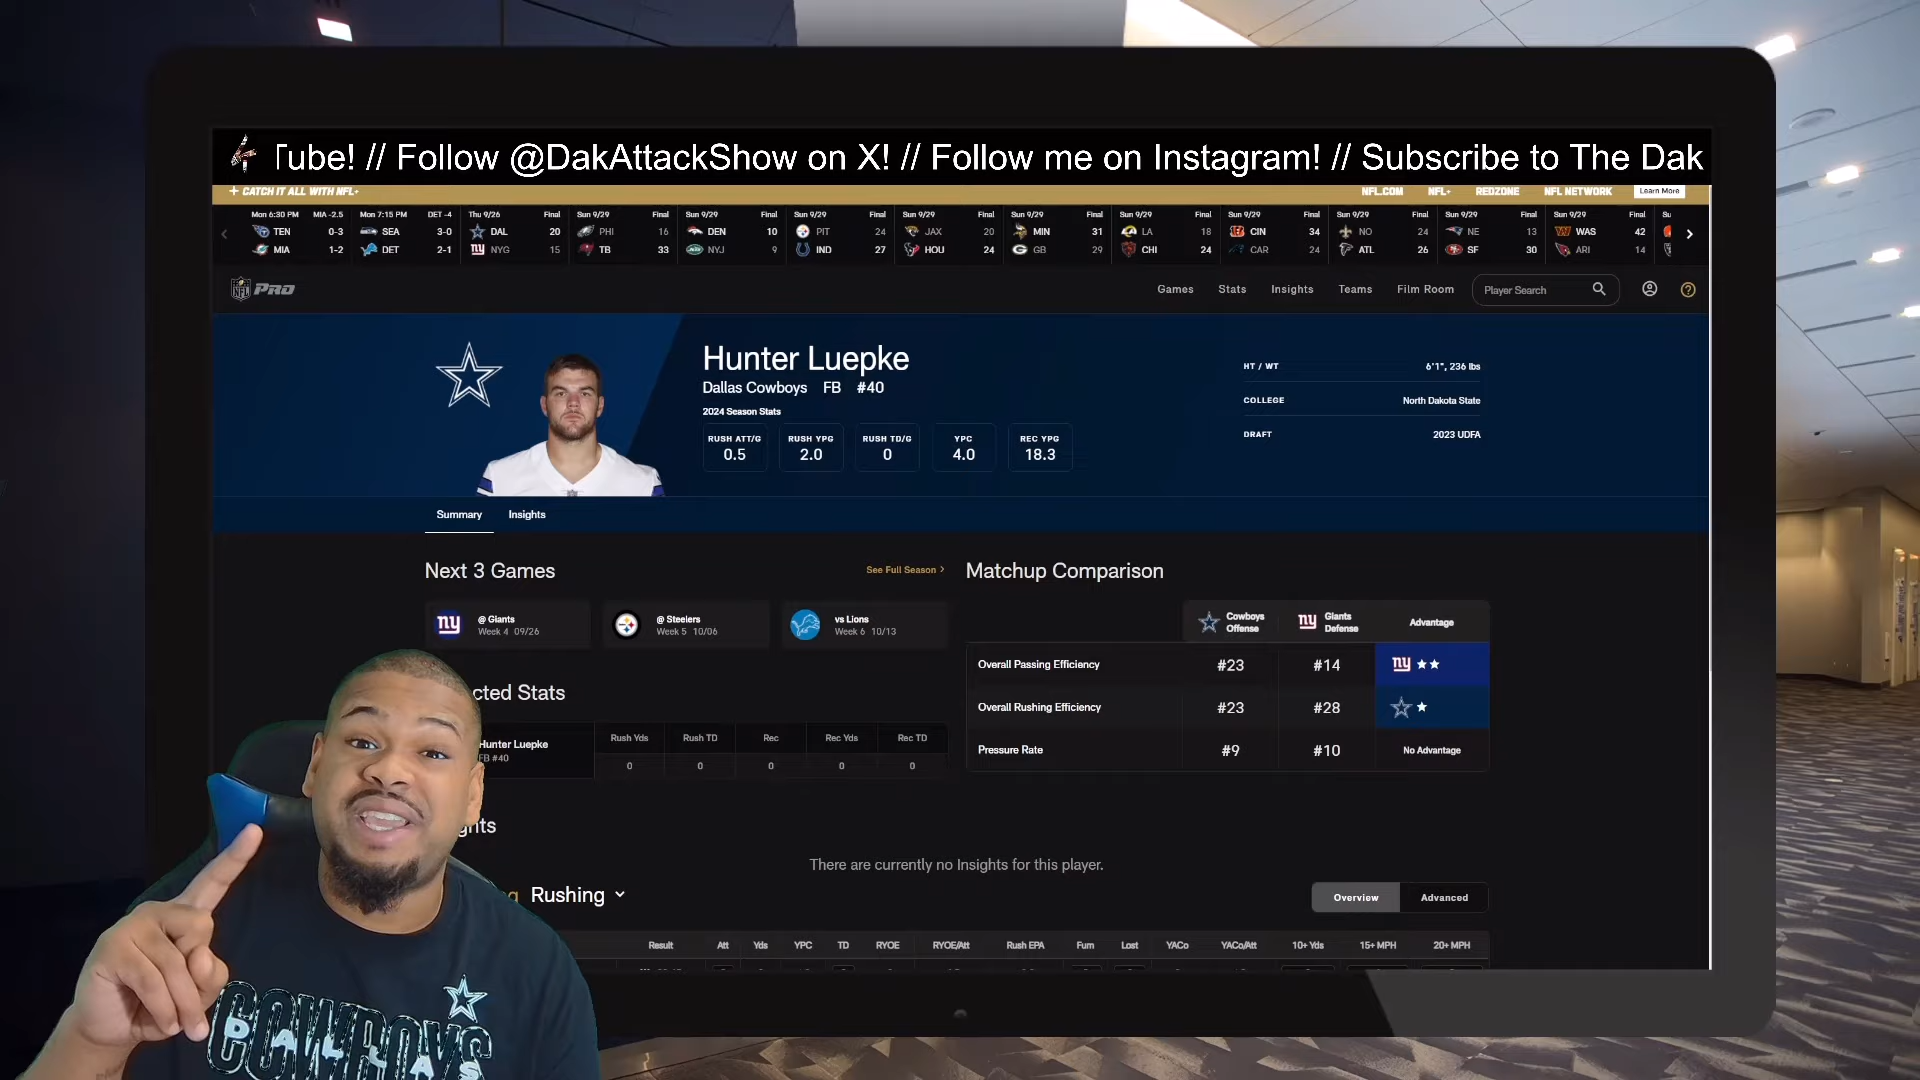 Tube! // Follow @DakAttackShow on X! // Follow me on Instagram! // Subscribe to The Dak
+ CATCH IT ALL WITH NFL+ NFL.COM NFL+ REDZONE NFL NETWORK Learn More
Mon 6:30 PM MIA -2.5 Mon 7:15 PM DET -4 Thu 9/26 Final Sun 9/29 Final Sun 9/29 Final Sun 9/29 Final Sun 9/29 Final Sun 9/29 Final Sun 9/29 Final Sun 9/29 Final Sun 9/29 Final Sun 9/29 Final Sun 9/29 Final Su
TEN 0-3 SEA 3-0 DAL 20 PHI 16 DEN 10 PIT 24 JAX 20 MIN 31 LA 18 CIN 34 NO 24 NE 13 WAS 42
MIA 1-2 DET 2-1 NYG 15 TB 33 NYJ 9 IND 27 HOU 24 GB 29 CHI 24 CAR 24 ATL 26 SF 30 ARI 14
NFL PRO Games Stats Insights Teams Film Room Player Search
Hunter Luepke
Dallas Cowboys FB #40
2024 Season Stats
RUSH ATT/G RUSH YPG RUSH TD/G YPC REC YPG
0.5 2.0 0 4.0 18.3
HT / WT 6'1", 236 lbs
COLLEGE North Dakota State
DRAFT 2023 UDFA
Summary Insights
Next 3 Games See Full Season >
@ Giants
Week 4 09/26
@ Steelers
Week 5 10/06
vs Lions
Week 6 10/13
Matchup Comparison
Cowboys Offense Giants Defense Advantage
Overall Passing Efficiency #23 #14
Overall Rushing Efficiency #23 #28
Pressure Rate #9 #10 No Advantage
cted Stats
Rush Yds Rush TD Rec Rec Yds Rec TD
Hunter Luepke
FB #40
0 0 0 0 0
ghts
There are currently no Insights for this player.
g Rushing
Overview Advanced
Result Att Yds YPC TD RYOE RYOE/Att Rush EPA Fum Lost YACo YACo/Att 10+ Yds 15+ MPH 20+ MPH
COWBOYS
DALLAS